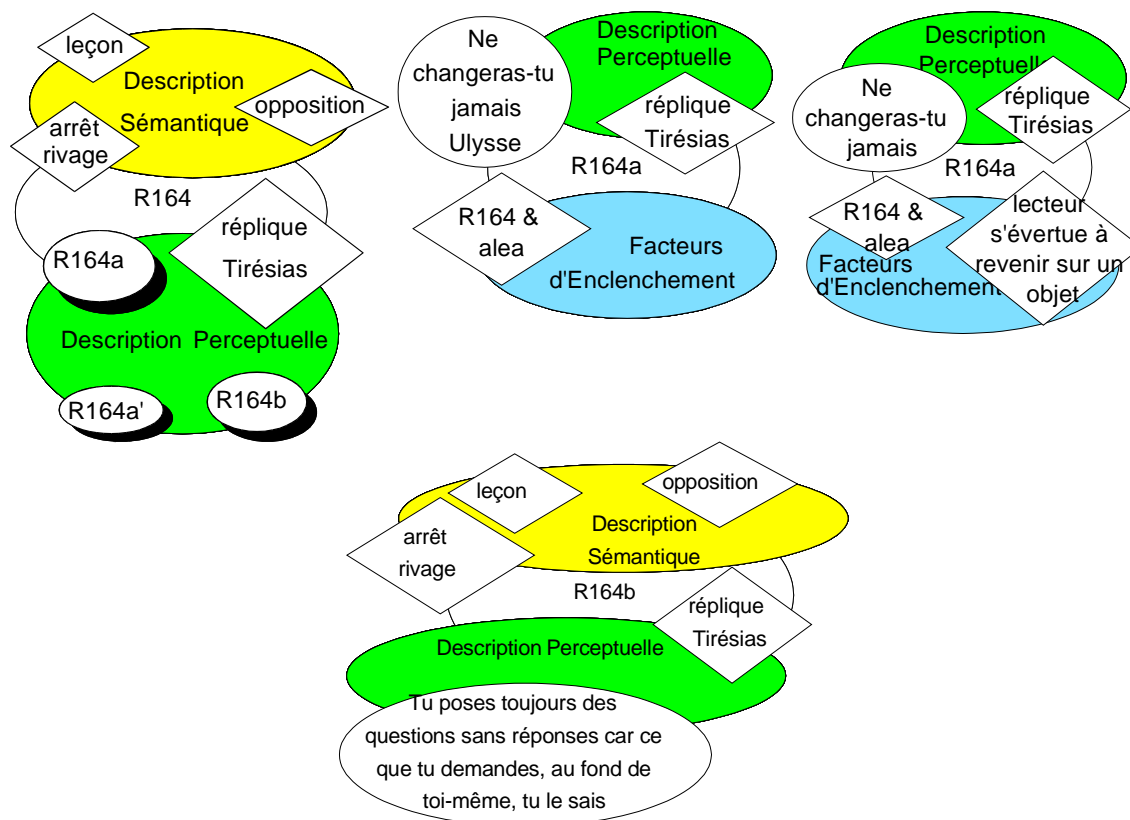 leçon
Description
Sémantique
opposition
arrêt
rivage
R164
réplique
Tirésias
R164a
Description Perceptuelle
R164a'
R164b
Ne
changeras-tu
jamais
Ulysse
Description
Perceptuelle
réplique
Tirésias
R164a
R164 &
alea
Facteurs
d'Enclenchement
Description
Perceptuelle
Ne
changeras-tu
jamais
réplique
Tirésias
R164a
R164 &
alea
lecteur
s'évertue à
revenir sur un
objet
Facteurs
d'Enclenchement
leçon
opposition
Description
Sémantique
arrêt
rivage
R164b
réplique
Tirésias
Description Perceptuelle
Tu poses toujours des
questions sans réponses car ce
que tu demandes, au fond de
toi-même, tu le sais